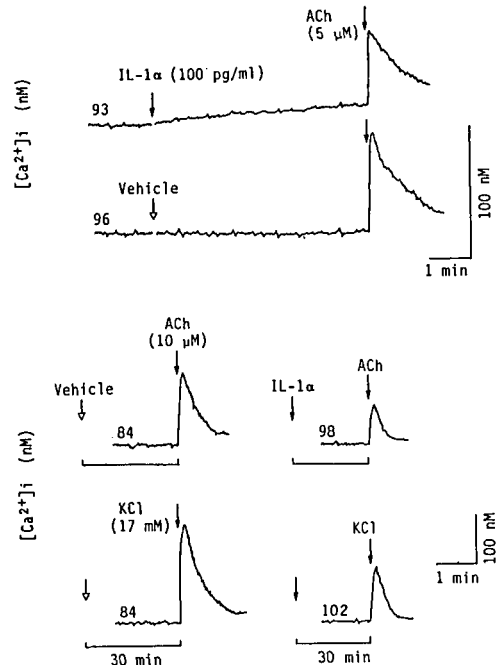 ACh
(5 μM)
IL-1α (100 pg/ml)
93
[Ca²⁺]i (nM)
Vehicle
96
100 nM
1 min
ACh
(10 μM)
Vehicle
84
IL-1α
ACh
98
[Ca²⁺]i (nM)
KCl
(17 mM)
84
KCl
102
100 nM
1 min
30 min
30 min